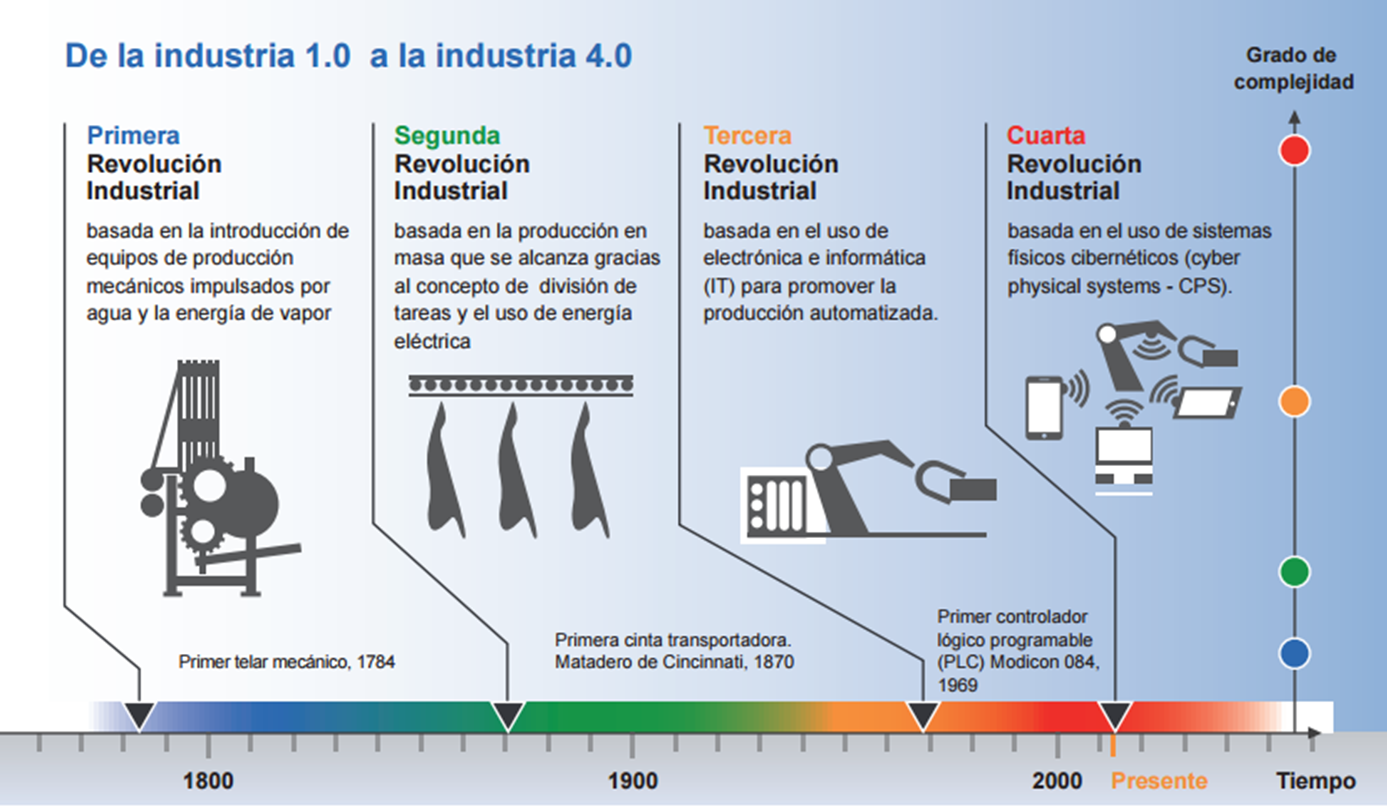 De la industria 1.0 a la industria 4.0
Grado de
complejidad
Primera
Revolución
Industrial
basada en la introducción de
equipos de producción
mecánicos impulsados por
agua y la energía de vapor
Segunda
Revolución
Industrial
basada en la producción en
masa que se alcanza gracias
al concepto de división de
tareas y el uso de energía
eléctrica
Tercera
Revolución
Industrial
basada en el uso de
electrónica e informática
(IT) para promover la
producción automatizada.
Cuarta
Revolución
Industrial
basada en el uso de sistemas
físicos cibernéticos (cyber
physical systems - CPS).
Primer telar mecánico, 1784
Primera cinta transportadora.
Matadero de Cincinnati, 1870
Primer controlador
lógico programable
(PLC) Modicon 084,
1969
1800
1900
2000
Presente
Tiempo